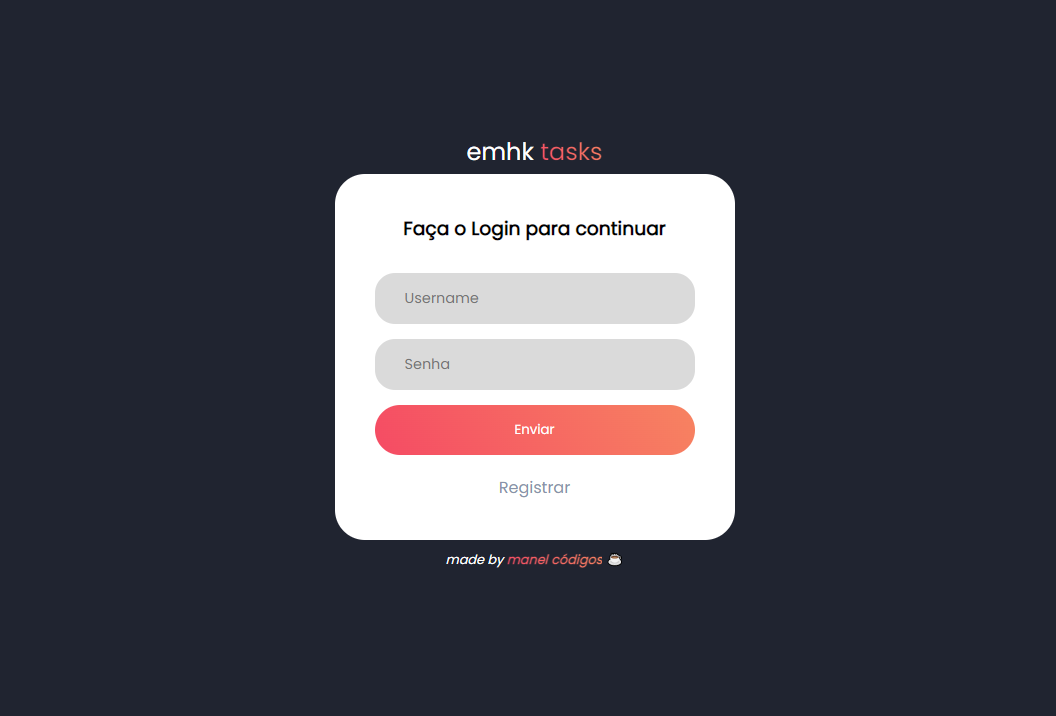 emhk tasks
Faça o Login para continuar
Username
Senha
Enviar
Registrar
made by manel códigos ☕